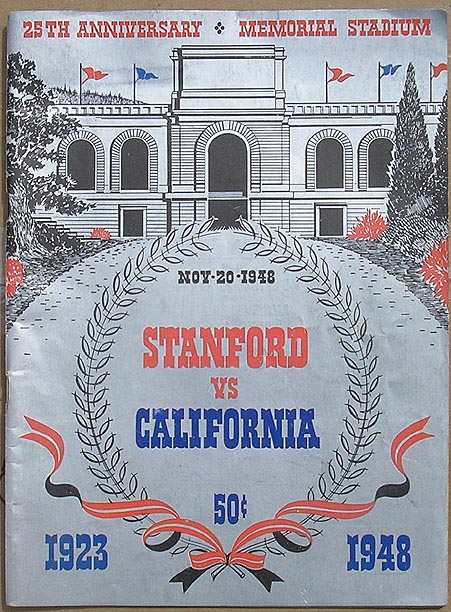 25TH ANNIVERSARY ❖ MEMORIAL STADIUM
NOV-20-1948
STANFORD
VS
CALIFORNIA
50¢
1923 1948